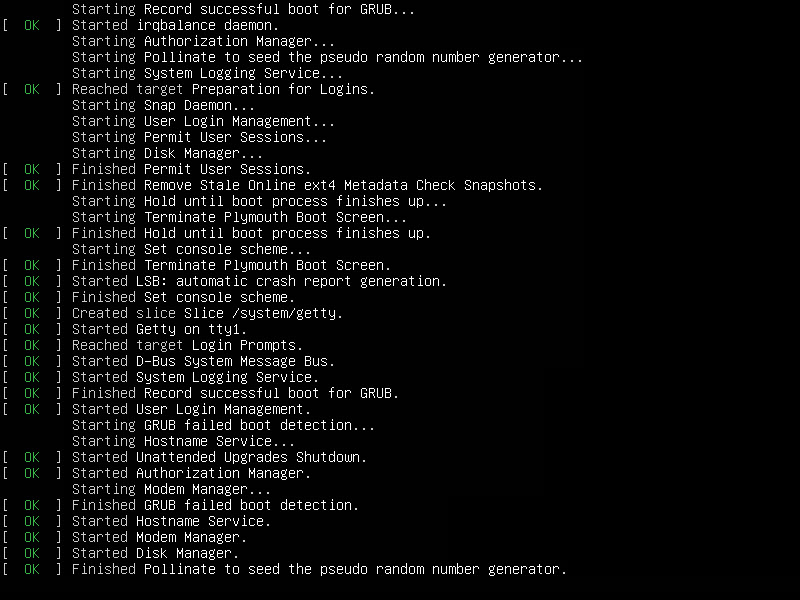 Starting Record successful boot for GRUB...
[  OK  ] Started irqbalance daemon.
Starting Authorization Manager...
Starting Pollinate to seed the pseudo random number generator...
Starting System Logging Service...
[  OK  ] Reached target Preparation for Logins.
Starting Snap Daemon...
Starting User Login Management...
Starting Permit User Sessions...
Starting Disk Manager...
[  OK  ] Finished Permit User Sessions.
[  OK  ] Finished Remove Stale Online ext4 Metadata Check Snapshots.
Starting Hold until boot process finishes up...
Starting Terminate Plymouth Boot Screen...
[  OK  ] Finished Hold until boot process finishes up.
Starting Set console scheme...
[  OK  ] Finished Terminate Plymouth Boot Screen.
[  OK  ] Started LSB: automatic crash report generation.
[  OK  ] Finished Set console scheme.
[  OK  ] Created slice Slice /system/getty.
[  OK  ] Started Getty on tty1.
[  OK  ] Reached target Login Prompts.
[  OK  ] Started D-Bus System Message Bus.
[  OK  ] Started System Logging Service.
[  OK  ] Finished Record successful boot for GRUB.
[  OK  ] Started User Login Management.
Starting GRUB failed boot detection...
Starting Hostname Service...
[  OK  ] Started Unattended Upgrades Shutdown.
[  OK  ] Started Authorization Manager.
Starting Modem Manager...
[  OK  ] Finished GRUB failed boot detection.
[  OK  ] Started Hostname Service.
[  OK  ] Started Modem Manager.
[  OK  ] Started Disk Manager.
[  OK  ] Finished Pollinate to seed the pseudo random number generator.